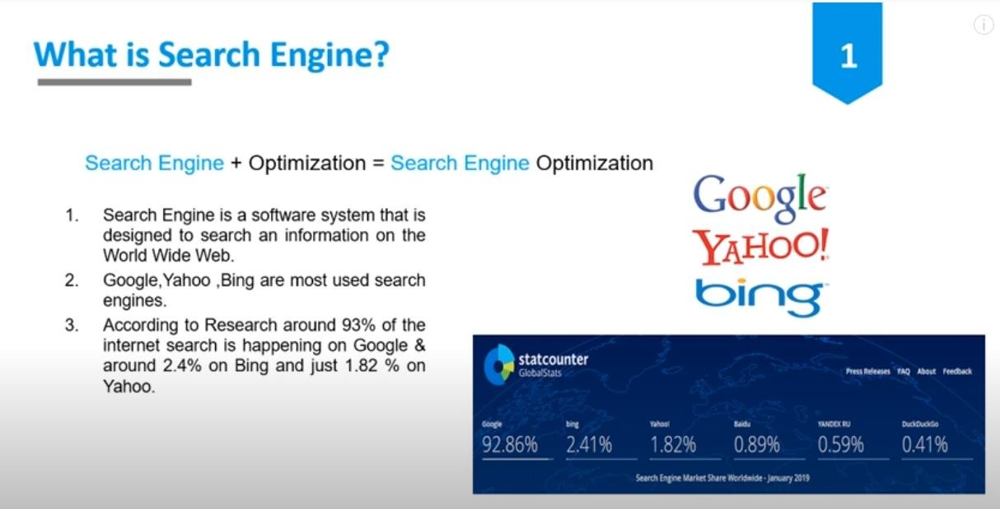 What is Search Engine?
1
Search Engine + Optimization = Search Engine Optimization
1. Search Engine is a software system that is
designed to search an information on the
World Wide Web.
2. Google,Yahoo ,Bing are most used search
engines.
3. According to Research around 93% of the
internet search is happening on Google &
around 2.4% on Bing and just 1.82 % on
Yahoo.
Google
YAHOO!
bing
statcounter
GlobalStats
Press Releases FAQ About Feedback
Google bing Yahoo! Baidu YANDEX RU DuckDuckGo
92.86% 2.41% 1.82% 0.89% 0.59% 0.41%
Search Engine Market Share Worldwide - January 2019